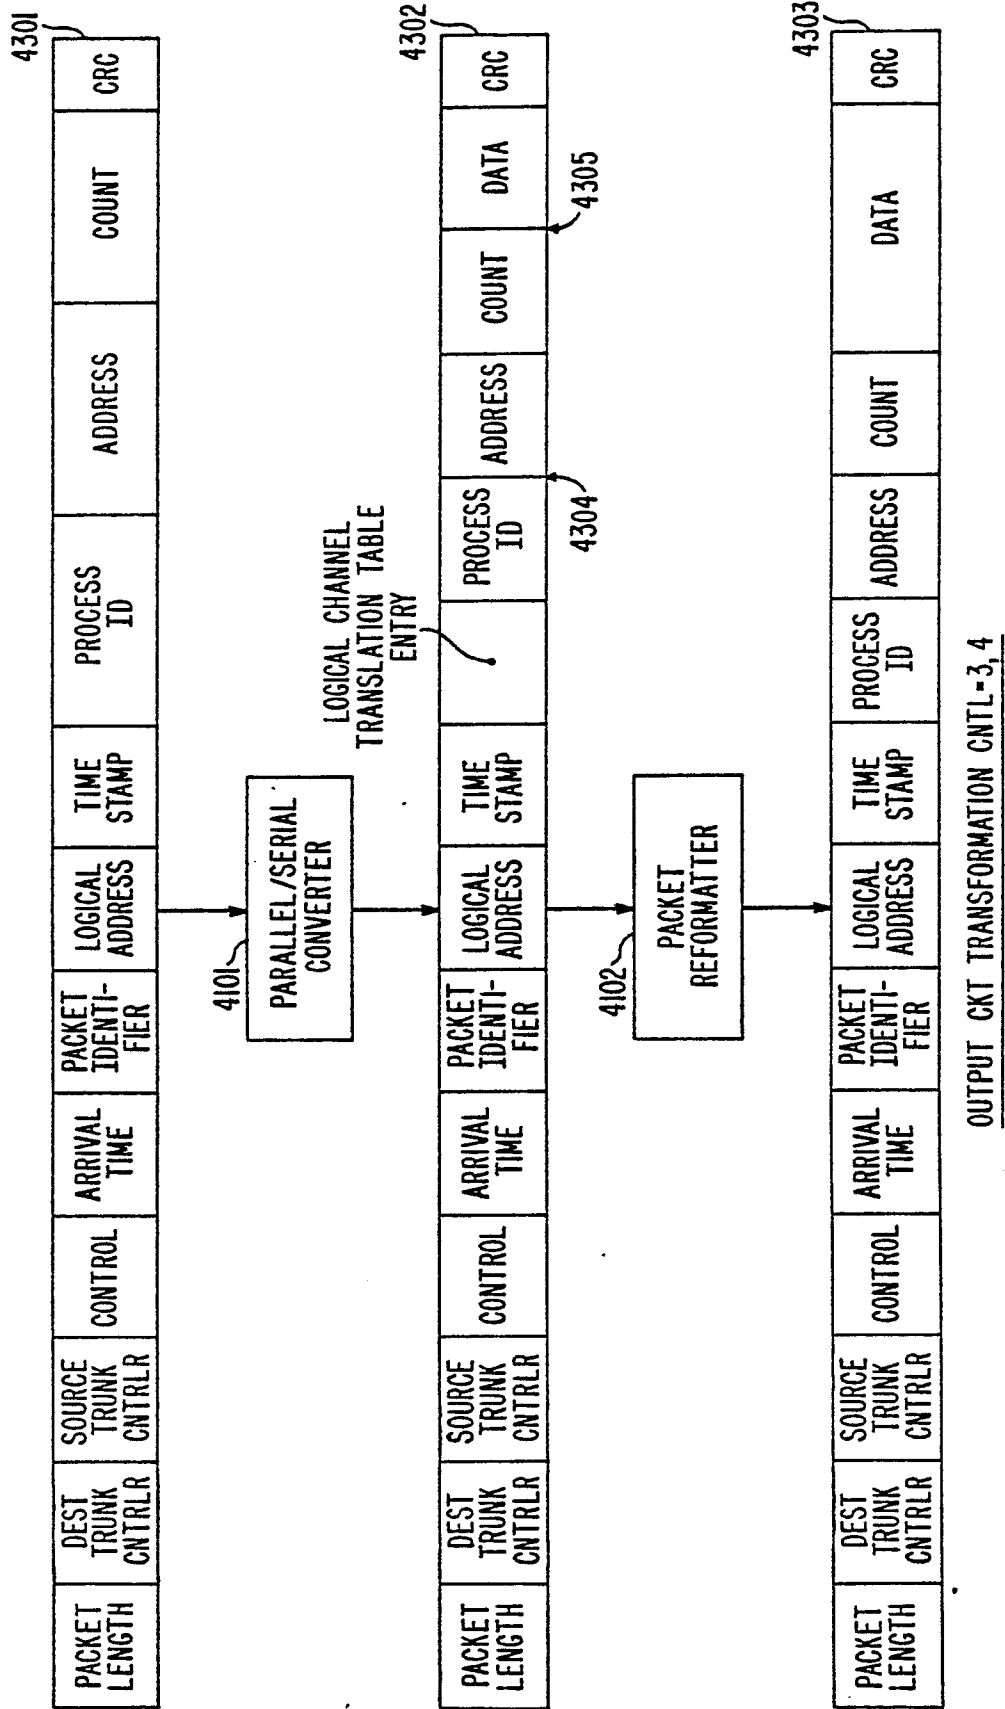 4301
PACKET
LENGTH
DEST
TRUNK
CNTRLR
SOURCE
TRUNK
CNTRLR
CONTROL
ARRIVAL
TIME
PACKET
IDENTI-
FIER
LOGICAL
ADDRESS
TIME
STAMP
PROCESS
ID
ADDRESS
COUNT
CRC
4101
PARALLEL/SERIAL
CONVERTER
LOGICAL CHANNEL
TRANSLATION TABLE
ENTRY
4302
PACKET
LENGTH
DEST
TRUNK
CNTRLR
SOURCE
TRUNK
CNTRLR
CONTROL
ARRIVAL
TIME
PACKET
IDENTI-
FIER
LOGICAL
ADDRESS
TIME
STAMP
PROCESS
ID
ADDRESS
COUNT
DATA
CRC
4304
4305
4102
PACKET
REFORMATTER
4303
PACKET
LENGTH
DEST
TRUNK
CNTRLR
SOURCE
TRUNK
CNTRLR
CONTROL
ARRIVAL
TIME
PACKET
IDENTI-
FIER
LOGICAL
ADDRESS
TIME
STAMP
PROCESS
ID
ADDRESS
COUNT
DATA
CRC
OUTPUT CKT TRANSFORMATION CNTL=3,4